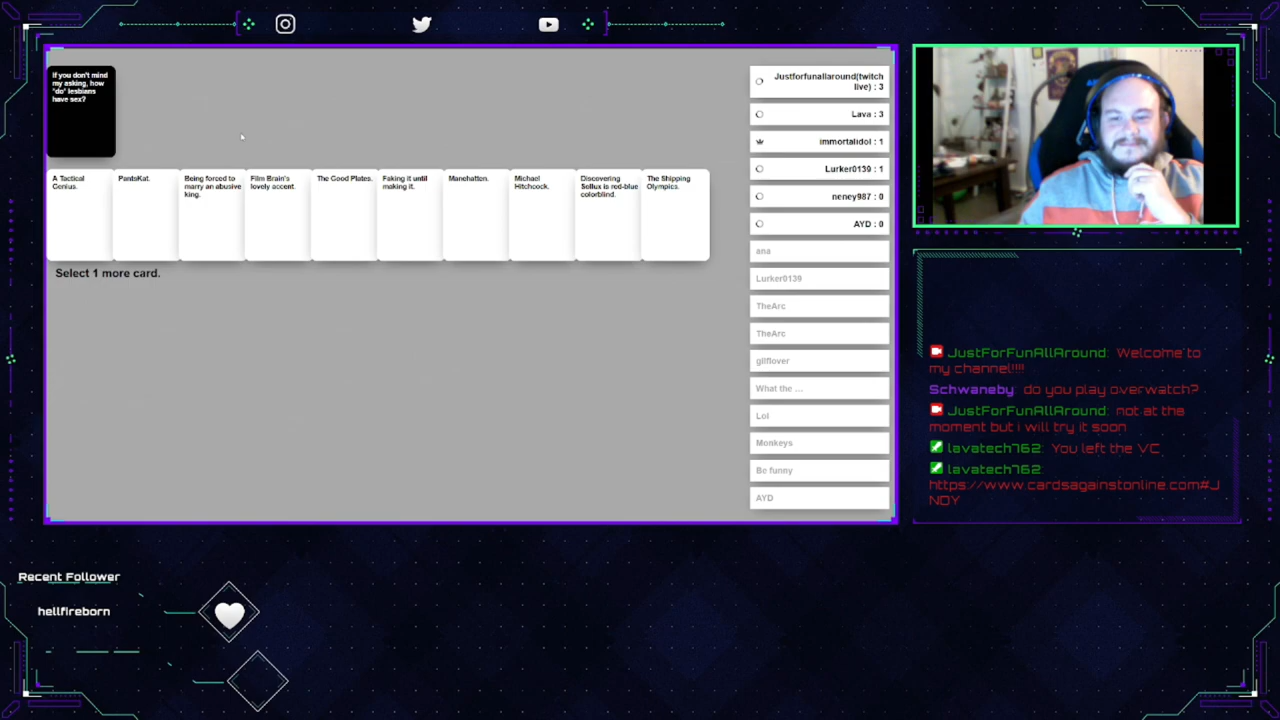 If you don't mind
my asking, how
"do" lesbians
have sex?
A Tactical
Genius.
PantsKat.
Being forced to
marry an abusive
king.
Film Brain's
lovely accent.
The Good Plates.
Faking it until
making it.
Manehatten.
Michael
Hitchcock.
Discovering
Sollux is red-blue
colorblind.
The Shipping
Olympics.
Select 1 more card.
Justforfunallaround(twitch
live) : 3
Lava : 3
immortalidol : 1
Lurker0139 : 1
neney987 : 0
AYD : 0
ana
Lurker0139
TheArc
TheArc
gilflover
What the ...
Lol
Monkeys
Be funny
AYD
JustForFunAllAround: Welcome to
my channel!!!!
Schwaneby: do you play overwatch?
JustForFunAllAround: not at the
moment but i will try it soon
lavatech762: You left the VC
lavatech762:
https://www.cardsagainstonline.com#J
NDY
Recent Follower
hellfireborn